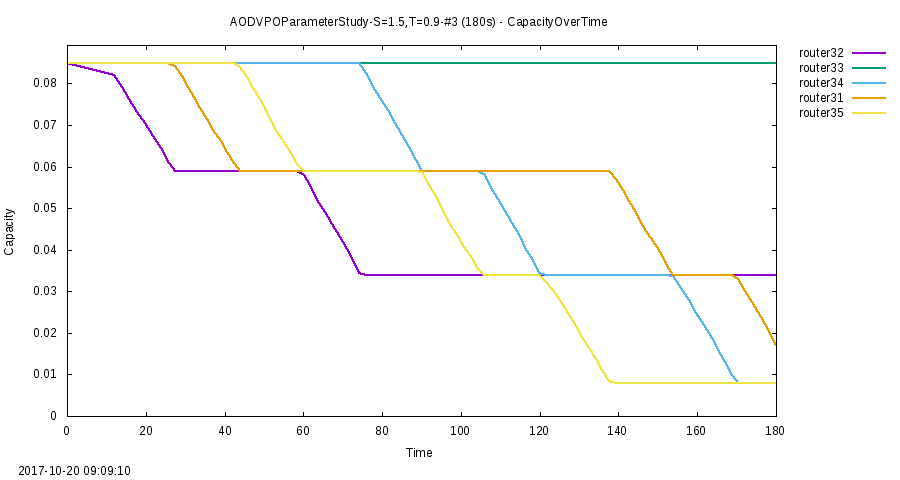 AODVPOParameterStudy-S=1.5,T=0.9-#3 (180s) - CapacityOverTime
router32
router33
router34
router31
router35
0.08
0.07
0.06
0.05
0.04
0.03
0.02
0.01
0
Capacity
0 20 40 60 80 100 120 140 160 180
Time
2017-10-20 09:09:10